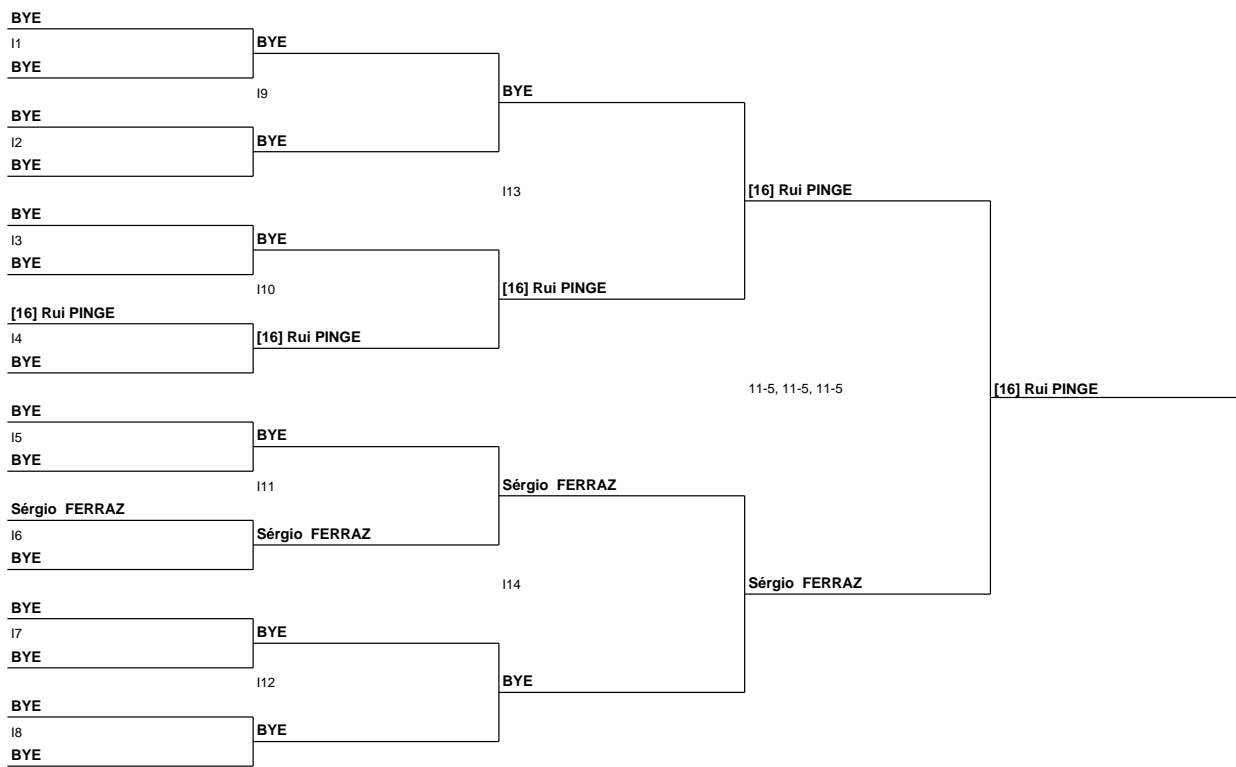 BYE
I1
BYE
BYE
I9
BYE
BYE
I2
BYE
BYE
I13
[16] Rui PINGE
BYE
I3
BYE
BYE
I10
[16] Rui PINGE
[16] Rui PINGE
I4
[16] Rui PINGE
BYE
11-5, 11-5, 11-5
[16] Rui PINGE
BYE
I5
BYE
BYE
I11
Sérgio FERRAZ
Sérgio FERRAZ
I6
Sérgio FERRAZ
BYE
I14
Sérgio FERRAZ
BYE
I7
BYE
BYE
I12
BYE
BYE
I8
BYE
BYE